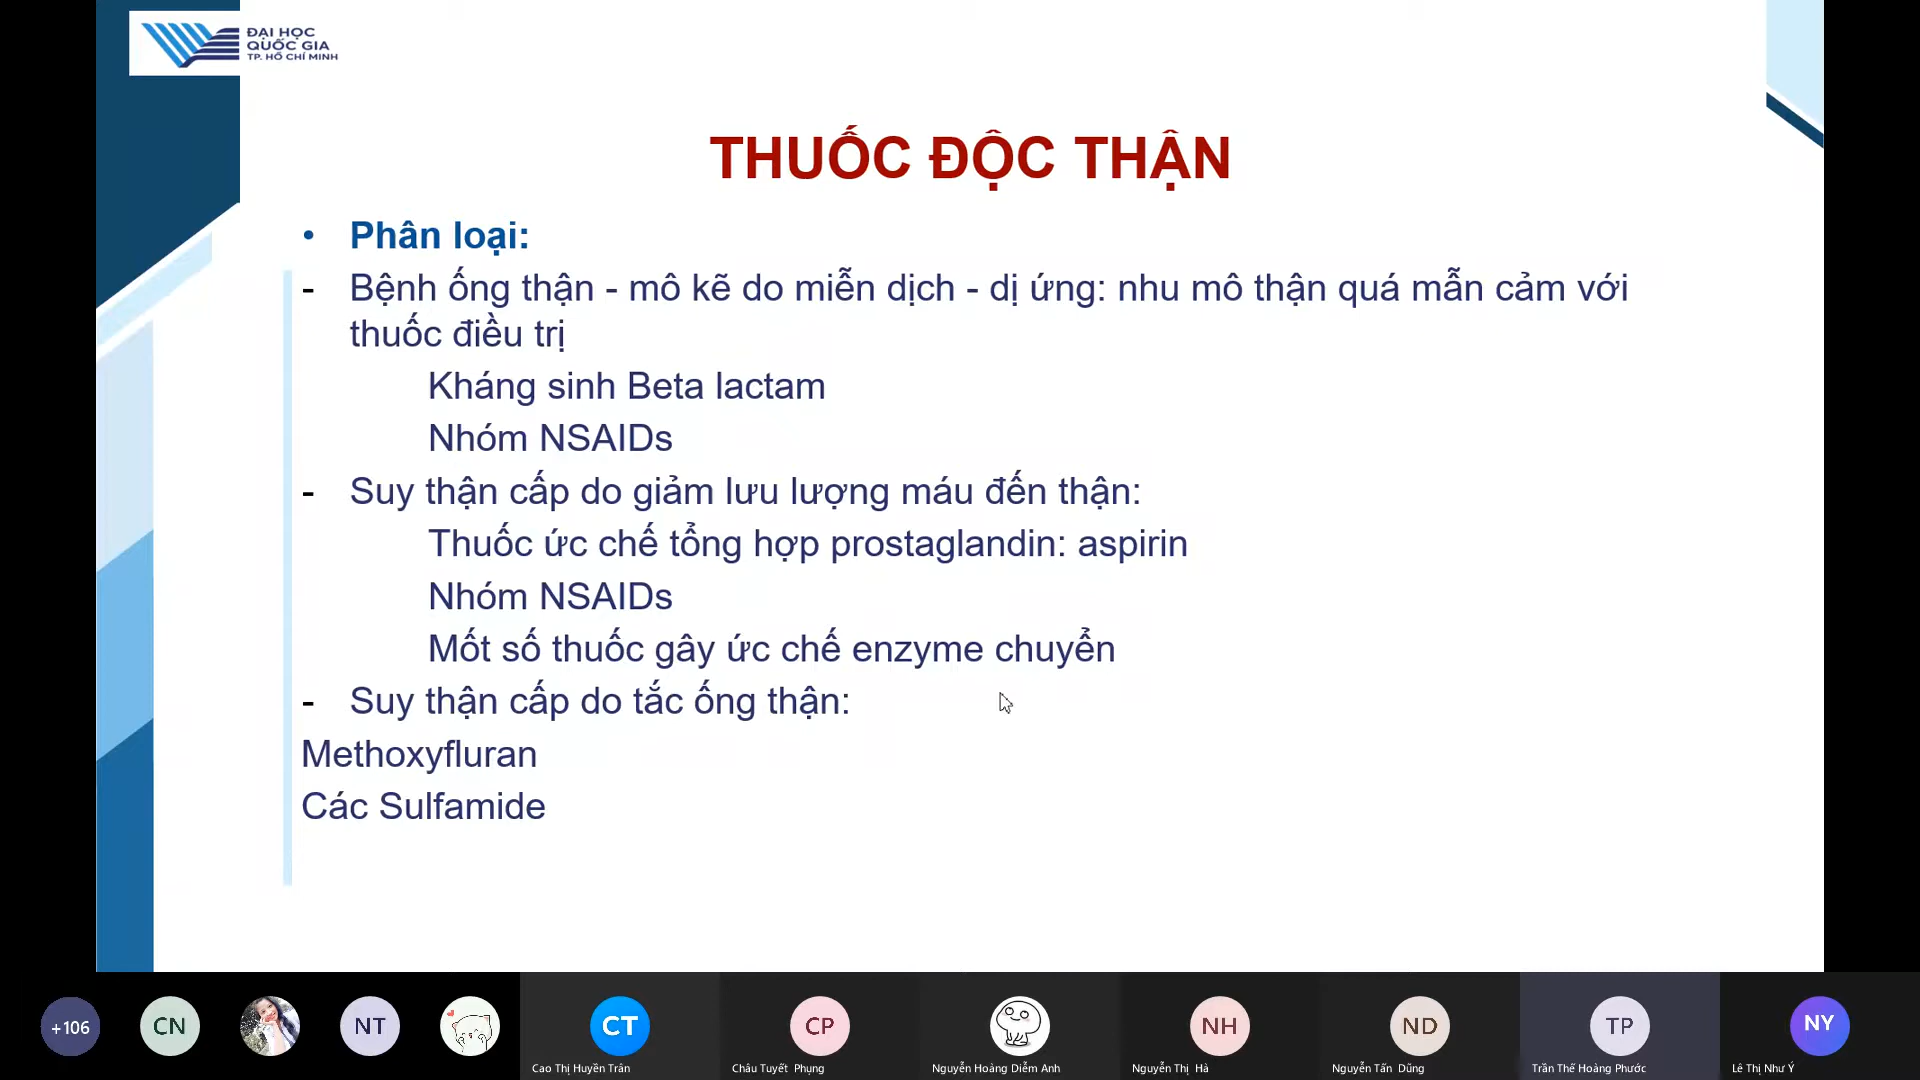 ĐẠI HỌC
QUỐC GIA
TP. HỒ CHÍ MINH
THUỐC ĐỘC THẬN
• Phân loại:
- Bệnh ống thận - mô kẽ do miễn dịch - dị ứng: nhu mô thận quá mẫn cảm với
thuốc điều trị
Kháng sinh Beta lactam
Nhóm NSAIDs
- Suy thận cấp do giảm lưu lượng máu đến thận:
Thuốc ức chế tổng hợp prostaglandin: aspirin
Nhóm NSAIDs
Mốt số thuốc gây ức chế enzyme chuyển
- Suy thận cấp do tắc ống thận:
Methoxyfluran
Các Sulfamide
+106
CN
NT
CT
CP
NH
ND
TP
NY
Cao Thị Huyền Trân
Châu Tuyết Phụng
Nguyễn Hoàng Diễm Anh
Nguyễn Thị Hà
Nguyễn Tấn Dũng
Trần Thế Hoàng Phước
Lê Thị Như Ý